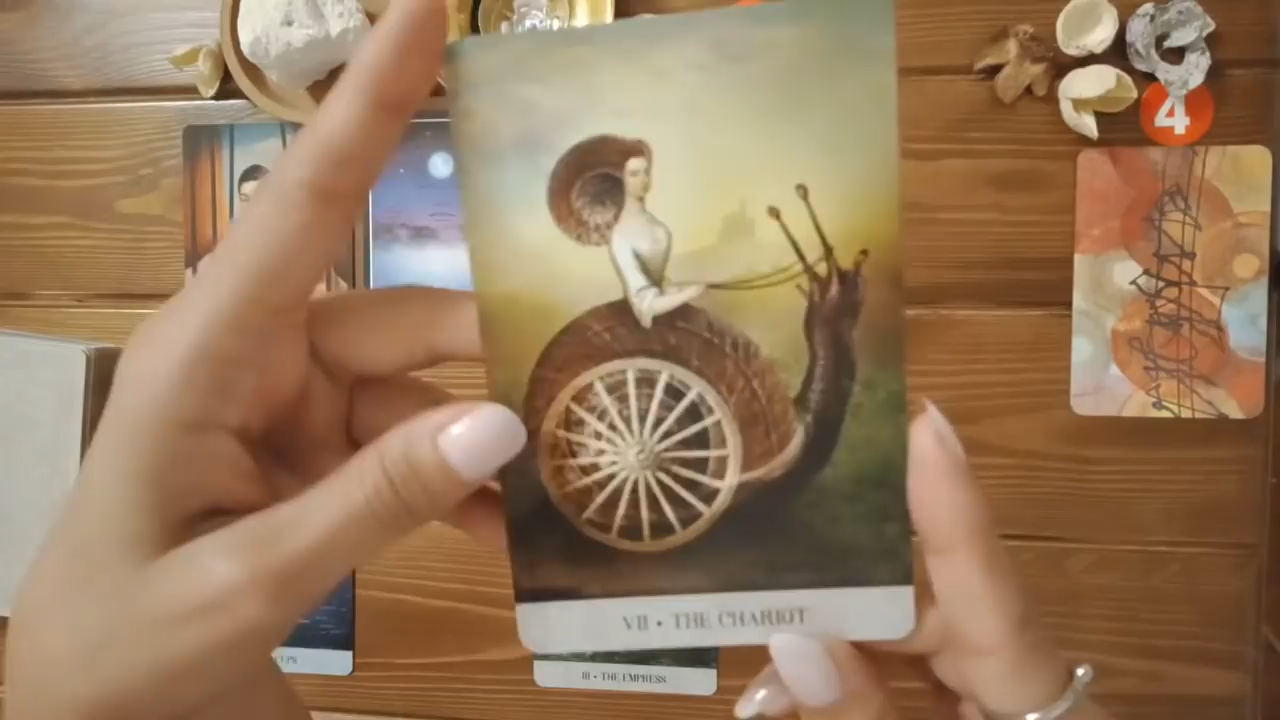 4
VII • THE CHARIOT
III • THE EMPRESS